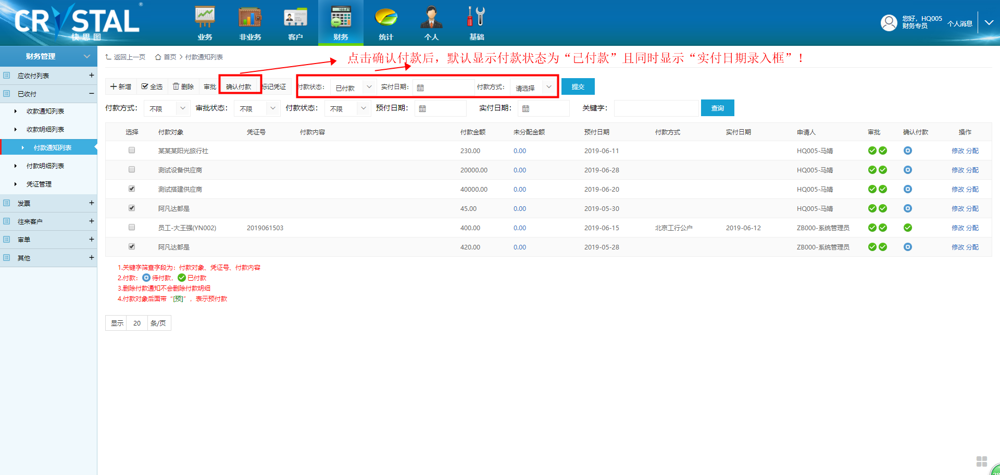 CRYSTAL
®
快思图
业务 非业务 客户 财务 统计 个人 基础
您好，HQ005
财务专员
个人消息
财务管理
应收付列表 +
已收付 −
收款通知列表
收款明细列表
付款通知列表
付款明细列表
凭证管理
发票 +
往来客户 +
审单 +
其他 +
返回上一页 首页 > 付款通知列表
点击确认付款后，默认显示付款状态为“已付款”且同时显示“实付日期录入框”！
新增 全选 删除 审批 确认付款 标记凭证 付款状态： 已付款 实付日期： 付款方式： 请选择 提交
付款方式： 不限 审批状态： 不限 付款状态： 不限 预付日期： 实付日期： 关键字： 查询
选择 付款对象 凭证号 付款内容 付款金额 未分配金额 预付日期 付款方式 实付日期 申请人 审批 确认付款 操作
某某某阳光旅行社 230.00 0.00 2019-06-11 HQ005-马婧 修改 分配
测试设备供应商 20000.00 0.00 2019-06-28 HQ005-马婧 修改 分配
测试搭建供应商 40000.00 0.00 2019-06-20 HQ005-马婧 修改 分配
阿凡达都是 45.00 0.00 2019-05-30 HQ005-马婧 修改 分配
员工-大王强(YN002) 2019061503 400.00 0.00 2019-06-15 北京工行公户 2019-06-12 ZB000-系统管理员 修改 分配
阿凡达都是 420.00 0.00 2019-05-28 ZB000-系统管理员 修改 分配
1.关键字筛查字段为：付款对象、凭证号、付款内容
2.付款： 待付款， 已付款
3.删除付款通知不会删除付款明细
4.付款对象后面带“[预]”，表示预付款
显示 20 条/页